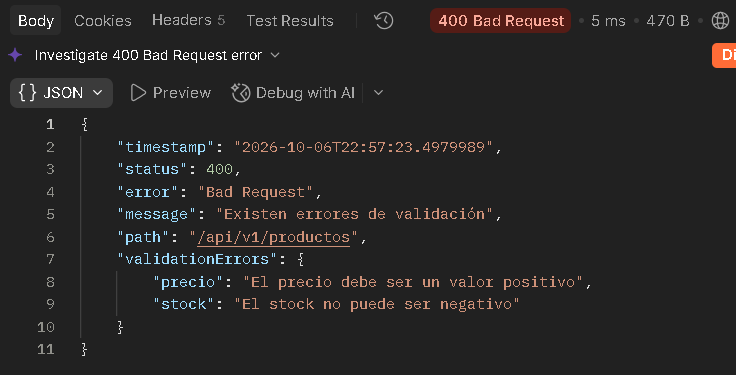 Body Cookies Headers 5 Test Results 400 Bad Request • 5 ms • 470 B •
Investigate 400 Bad Request error
Di
{} JSON Preview Debug with AI
1 {
2 "timestamp": "2026-10-06T22:57:23.4979989",
3 "status": 400,
4 "error": "Bad Request",
5 "message": "Existen errores de validación",
6 "path": "/api/v1/productos",
7 "validationErrors": {
8 "precio": "El precio debe ser un valor positivo",
9 "stock": "El stock no puede ser negativo"
10 }
11 }